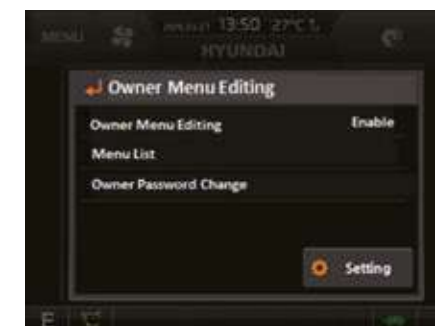 MENU 13:50 27°C
HYUNDAI
Owner Menu Editing
Owner Menu Editing Enable
Menu List
Owner Password Change
Setting
F